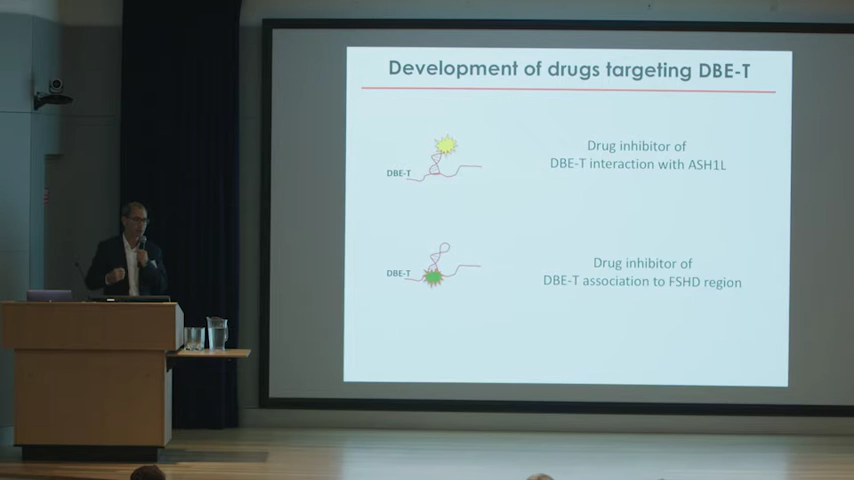 Development of drugs targeting DBE-T
Drug inhibitor of
DBE-T interaction with ASH1L
DBE-T
Drug inhibitor of
DBE-T association to FSHD region
DBE-T